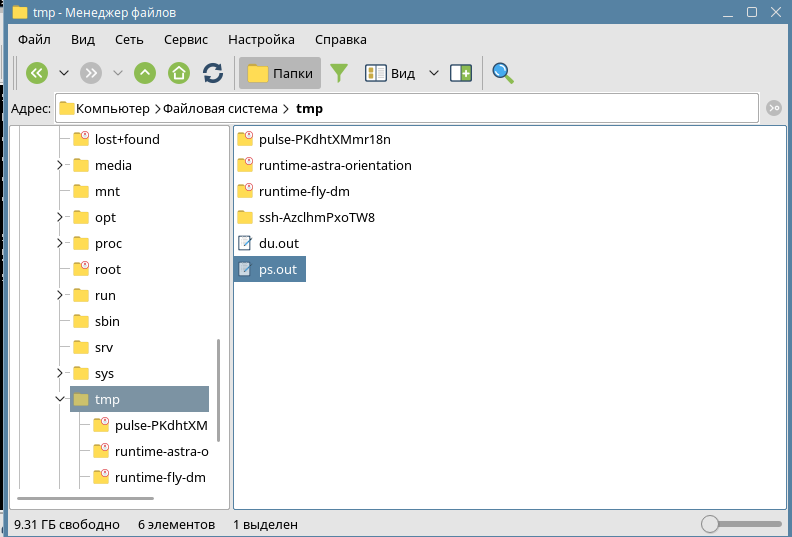 tmp - Менеджер файлов
Файл Вид Сеть Сервис Настройка Справка
Папки Вид
Адрес: Компьютер Файловая система tmp
lost+found
media
mnt
opt
proc
root
run
sbin
srv
sys
tmp
pulse-PKdhtXM
runtime-astra-o
runtime-fly-dm
pulse-PKdhtXMmr18n
runtime-astra-orientation
runtime-fly-dm
ssh-AzclhmPxoTW8
du.out
ps.out
9.31 ГБ свободно 6 элементов 1 выделен